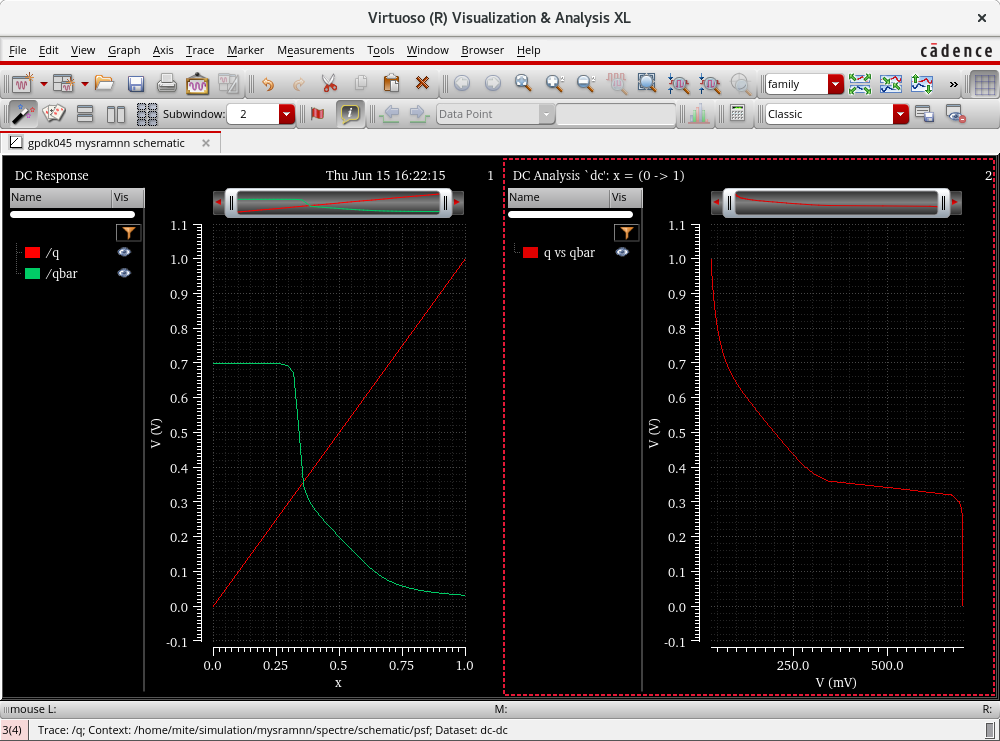 Virtuoso (R) Visualization & Analysis XL
File Edit View Graph Axis Trace Marker Measurements Tools Window Browser Help
cādence
family
Subwindow: 2
Data Point
Classic
gpdk045 mysramnn schematic
DC Response Thu Jun 15 16:22:15 1
Name Vis
/q
/qbar
1.1
1.0
0.9
0.8
0.7
0.6
0.5
0.4
0.3
0.2
0.1
0.0
-0.1
V (V)
0.0 0.25 0.5 0.75 1.0
x
DC Analysis `dc': x = (0 -> 1) 2
Name Vis
q vs qbar
1.1
1.0
0.9
0.8
0.7
0.6
0.5
0.4
0.3
0.2
0.1
0.0
-0.1
V (V)
250.0 500.0
V (mV)
mouse L: M: R:
3(4) Trace: /q; Context: /home/mite/simulation/mysramnn/spectre/schematic/psf; Dataset: dc-dc